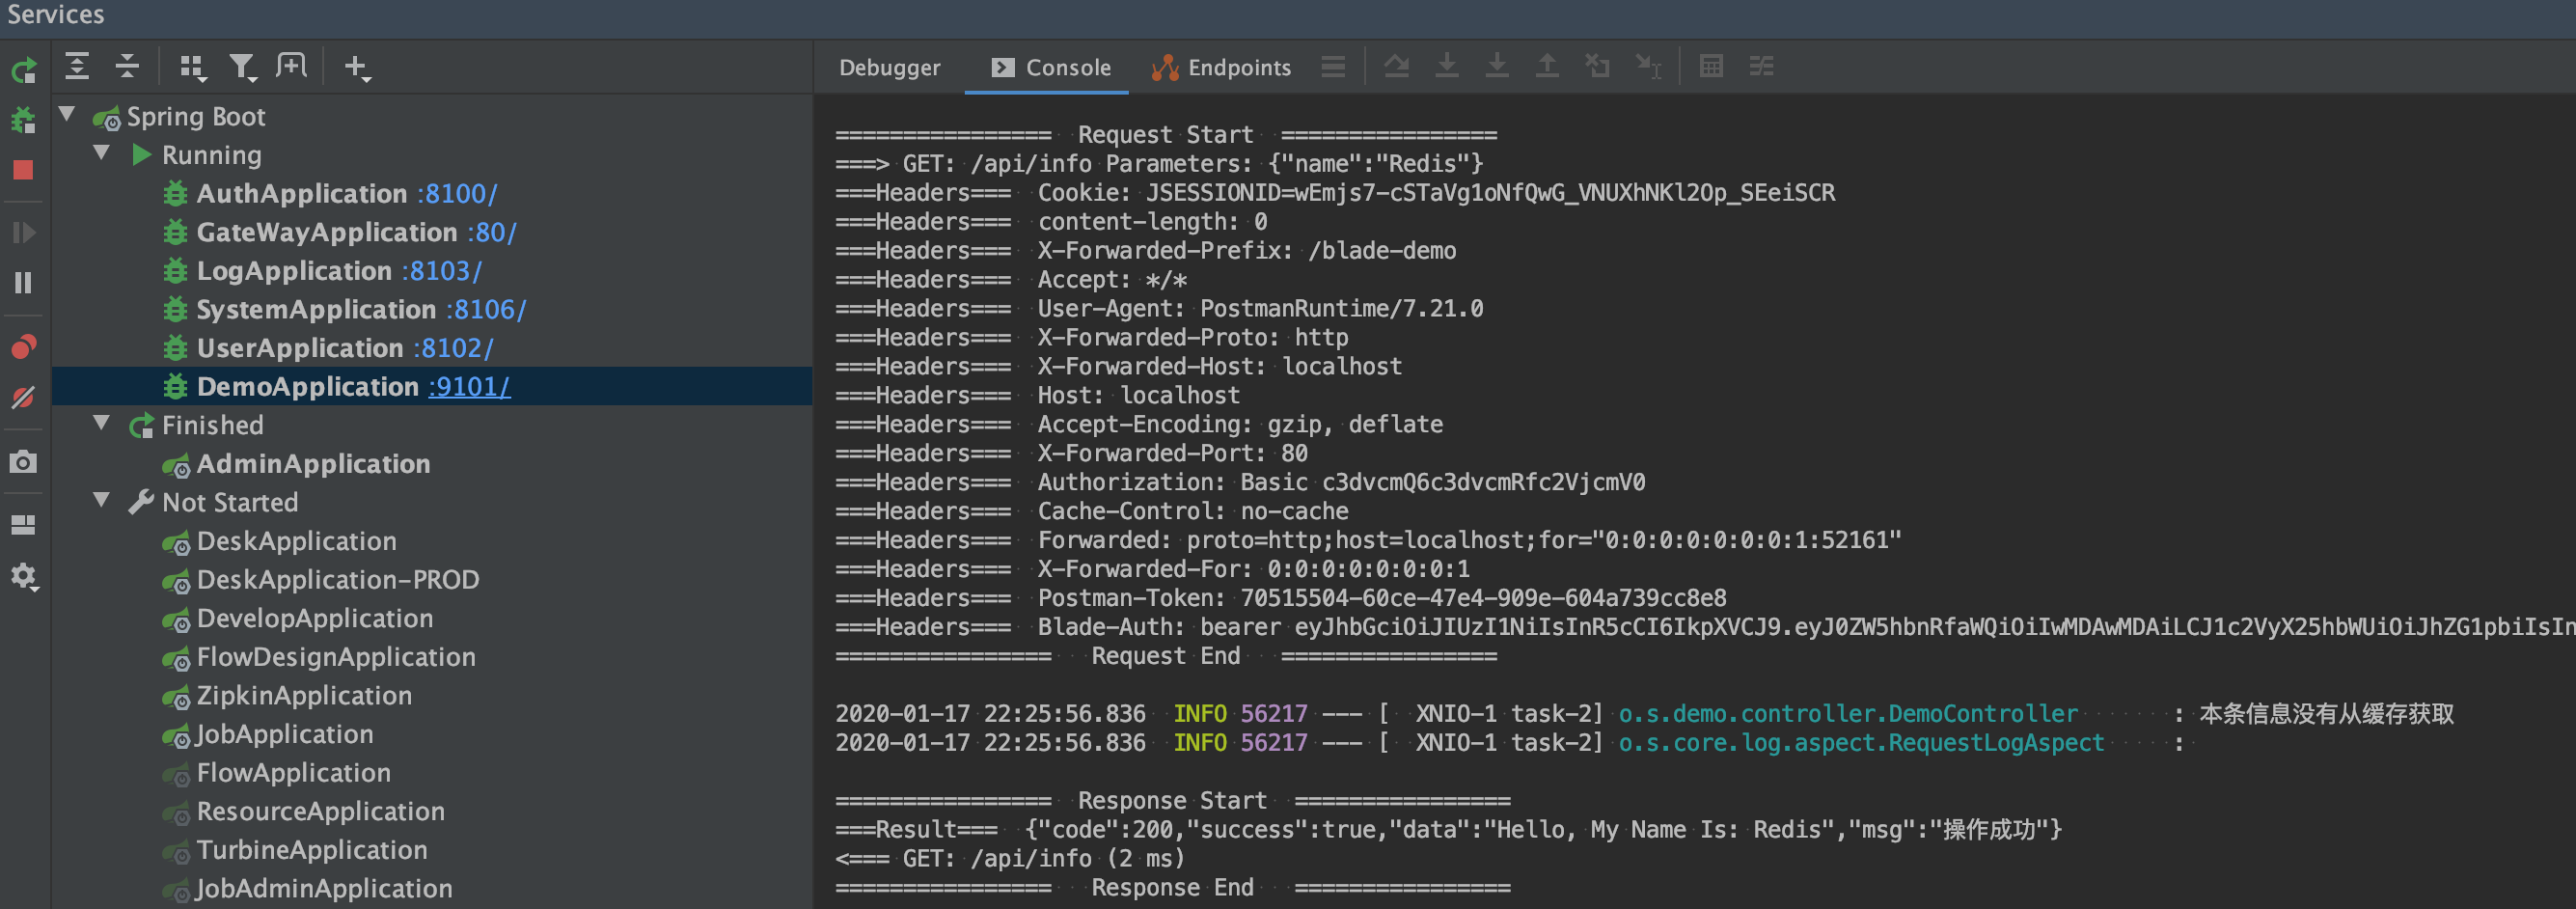 Services
Debugger
Console
Endpoints
Spring Boot
Running
AuthApplication :8100/
GateWayApplication :80/
LogApplication :8103/
SystemApplication :8106/
UserApplication :8102/
DemoApplication :9101/
Finished
AdminApplication
Not Started
DeskApplication
DeskApplication-PROD
DevelopApplication
FlowDesignApplication
ZipkinApplication
JobApplication
FlowApplication
ResourceApplication
TurbineApplication
JobAdminApplication
================  Request Start  ================
===> GET: /api/info Parameters: {"name":"Redis"}
===Headers===  Cookie: JSESSIONID=wEmjs7-cSTaVg1oNfQwG_VNUXhNKl2Op_SEeiSCR
===Headers===  content-length: 0
===Headers===  X-Forwarded-Prefix: /blade-demo
===Headers===  Accept: */*
===Headers===  User-Agent: PostmanRuntime/7.21.0
===Headers===  X-Forwarded-Proto: http
===Headers===  X-Forwarded-Host: localhost
===Headers===  Host: localhost
===Headers===  Accept-Encoding: gzip, deflate
===Headers===  X-Forwarded-Port: 80
===Headers===  Authorization: Basic c3dvcmQ6c3dvcmRfc2VjcmV0
===Headers===  Cache-Control: no-cache
===Headers===  Forwarded: proto=http;host=localhost;for="0:0:0:0:0:0:0:1:52161"
===Headers===  X-Forwarded-For: 0:0:0:0:0:0:0:1
===Headers===  Postman-Token: 70515504-60ce-47e4-909e-604a739cc8e8
===Headers===  Blade-Auth: bearer eyJhbGciOiJIUzI1NiIsInR5cCI6IkpXVCJ9.eyJ0ZW5hbnRfaWQiOiIwMDAwMDAiLCJ1c2VyX25hbWUiOiJhZG1pbiIsIn
================   Request End   ================
2020-01-17 22:25:56.836  INFO 56217 --- [  XNIO-1 task-2] o.s.demo.controller.DemoController       : 本条信息没有从缓存获取
2020-01-17 22:25:56.836  INFO 56217 --- [  XNIO-1 task-2] o.s.core.log.aspect.RequestLogAspect     :
================  Response Start  ================
===Result===  {"code":200,"success":true,"data":"Hello, My Name Is: Redis","msg":"操作成功"}
<=== GET: /api/info (2 ms)
================   Response End   ================